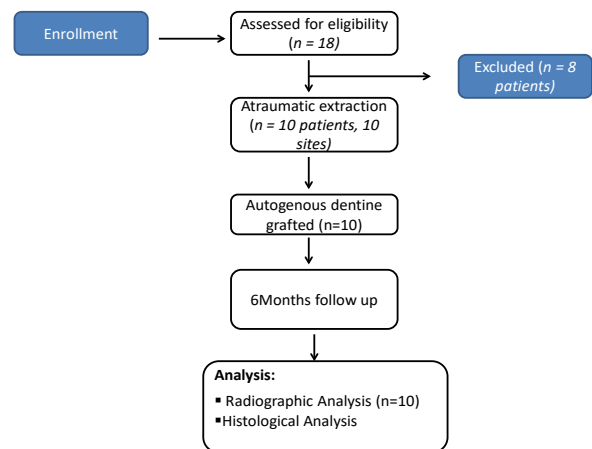 Enrollment
Assessed for eligibility
(n = 18)
Excluded (n = 8
patients)
Atraumatic extraction
(n = 10 patients, 10
sites)
Autogenous dentine
grafted (n=10)
6Months follow up
Analysis:
▪ Radiographic Analysis (n=10)
▪Histological Analysis